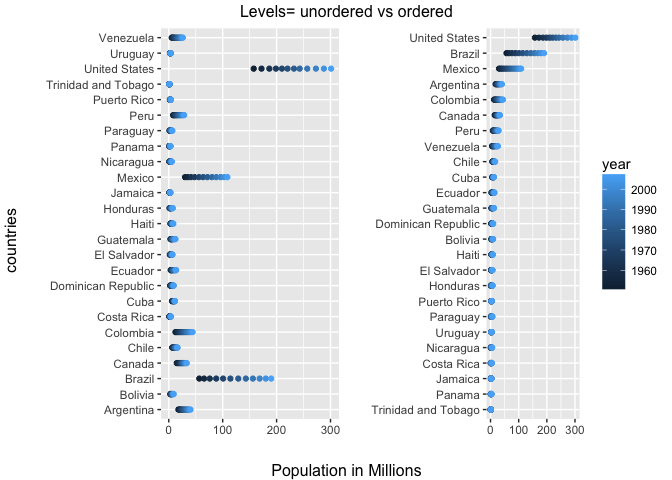 Levels= unordered vs ordered
countries
Venezuela
Uruguay
United States
Trinidad and Tobago
Puerto Rico
Peru
Paraguay
Panama
Nicaragua
Mexico
Jamaica
Honduras
Haiti
Guatemala
El Salvador
Ecuador
Dominican Republic
Cuba
Costa Rica
Colombia
Chile
Canada
Brazil
Bolivia
Argentina
0 100 200 300
United States
Brazil
Mexico
Argentina
Colombia
Canada
Peru
Venezuela
Chile
Cuba
Ecuador
Guatemala
Dominican Republic
Bolivia
Haiti
El Salvador
Honduras
Puerto Rico
Paraguay
Uruguay
Nicaragua
Costa Rica
Jamaica
Panama
Trinidad and Tobago
0 100 200 300
year
2000
1990
1980
1970
1960
Population in Millions